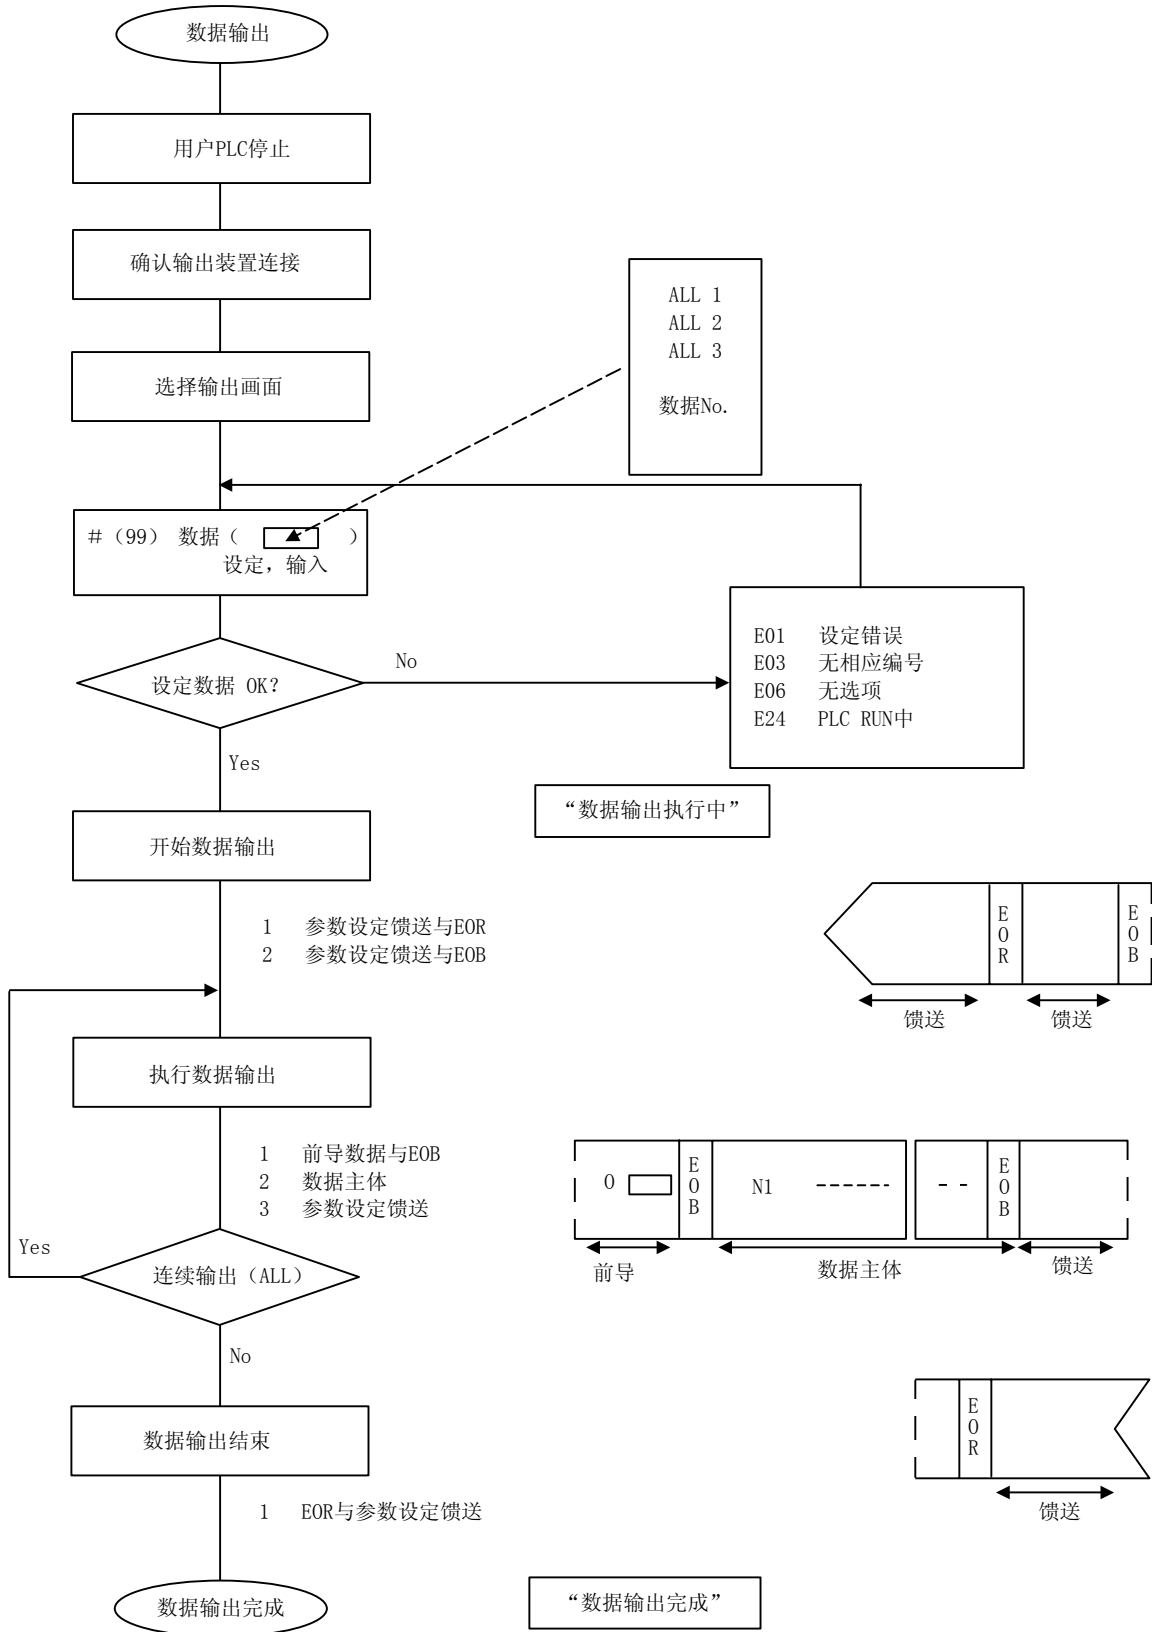 数据输出
用户PLC停止
确认输出装置连接
ALL 1
ALL 2
ALL 3
数据No.
选择输出画面
＃（99） 数据（ ）
设定，输入
设定数据 OK？
No
E01 设定错误
E03 无相应编号
E06 无选项
E24 PLC RUN中
Yes
“数据输出执行中”
开始数据输出
1 参数设定馈送与EOR
2 参数设定馈送与EOB
EOR
EOB
馈送
馈送
执行数据输出
1 前导数据与EOB
2 数据主体
3 参数设定馈送
O
EOB
N1 ------
- -
EOB
前导
数据主体
馈送
Yes
连续输出（ALL）
No
数据输出结束
EOR
馈送
1 EOR与参数设定馈送
数据输出完成
“数据输出完成”